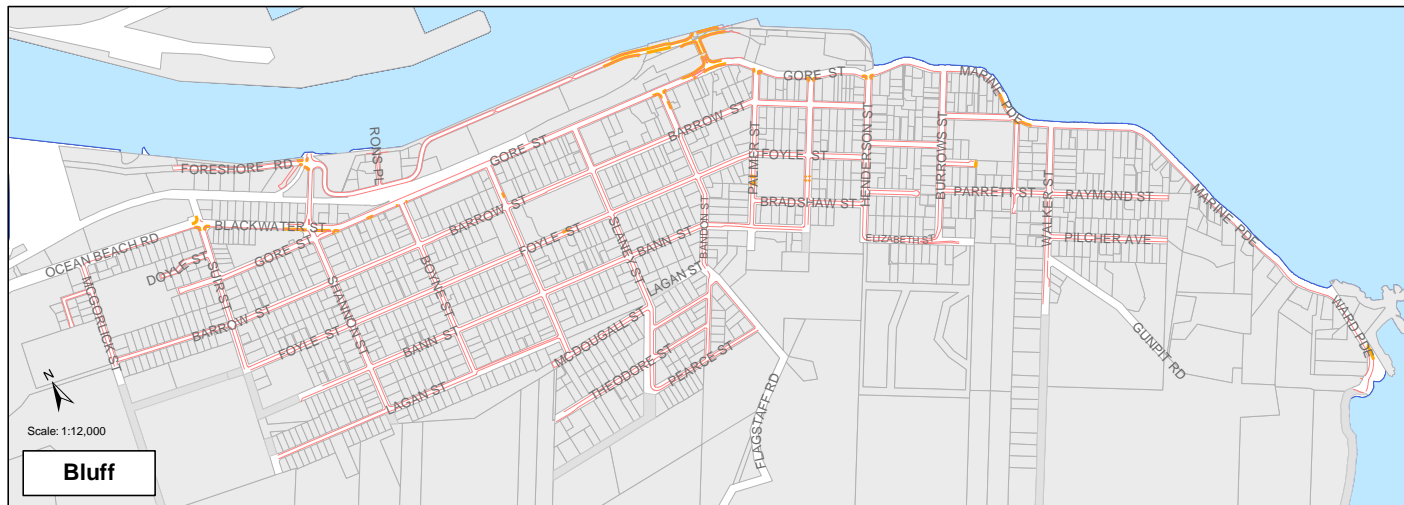 MARINE PDE
GORE ST
RONS PL
GORE ST
BARROW ST
PALMER ST
HENDERSON ST
BURROWS ST
FOYLE ST
FORESHORE RD
PARRETT ST
WALKER ST
RAYMOND ST
MARINE PDE
BRADSHAW ST
BARROW ST
BLACKWATER ST
OCEAN BEACH RD
GORE ST
FOYLE ST
SLANEY ST
BANN ST
BANDON ST
ELIZABETH ST
PILCHER AVE
DOYLE ST
SUIR ST
SHANNON ST
BOYNE ST
LAGAN ST
MCGORLICK ST
BARROW ST
FOYLE ST
BANN ST
MCDOUGALL ST
GUNPIT RD
WARD PDE
THEODORE ST
PEARCE ST
LAGAN ST
FLAGSTAFF RD
N
Scale: 1:12,000
Bluff